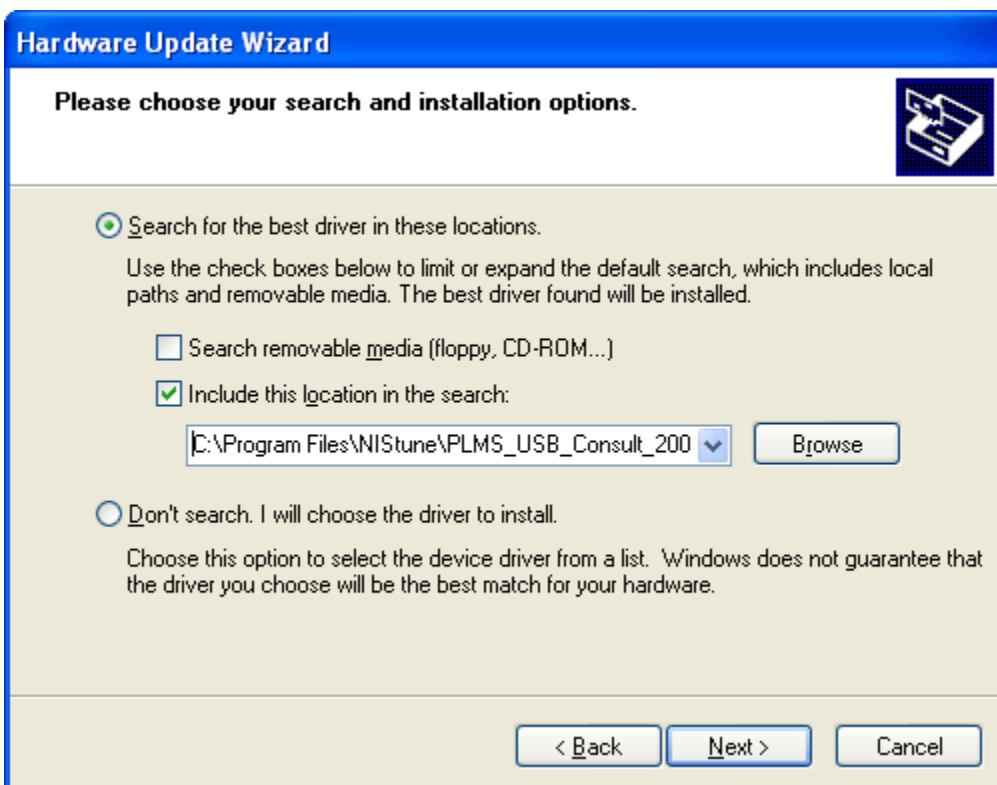 Hardware Update Wizard
Please choose your search and installation options.
Search for the best driver in these locations.
Use the check boxes below to limit or expand the default search, which includes local
paths and removable media. The best driver found will be installed.
Search removable media (floppy, CD-ROM...)
Include this location in the search:
C:\Program Files\NIStune\PLMS_USB_Consult_200
Browse
Don't search. I will choose the driver to install.
Choose this option to select the device driver from a list.  Windows does not guarantee that
the driver you choose will be the best match for your hardware.
< Back Next > Cancel